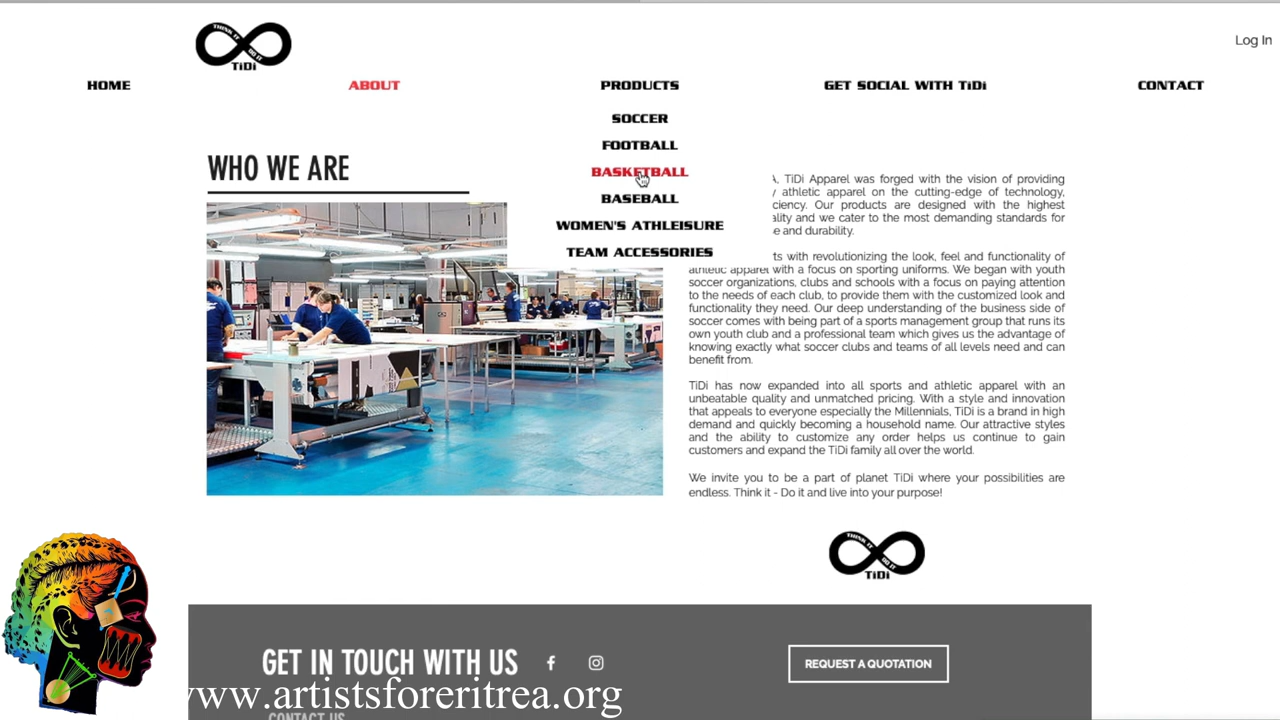 THINK IT DO IT
TiDi
Log In
HOME ABOUT PRODUCTS GET SOCIAL WITH TiDi CONTACT
SOCCER
FOOTBALL
BASKETBALL
BASEBALL
WOMEN'S ATHLEISURE
TEAM ACCESSORIES
WHO WE ARE
TiDi Apparel was forged with the vision of providing
athletic apparel on the cutting-edge of technology,
Our products are designed with the highest
and we cater to the most demanding standards for
and durability.
with revolutionizing the look, feel and functionality of
athletic apparel with a focus on sporting uniforms. We began with youth
soccer organizations, clubs and schools with a focus on paying attention
to the needs of each club, to provide them with the customized look and
functionality they need. Our deep understanding of the business side of
soccer comes with being part of a sports management group that runs its
own youth club and a professional team which gives us the advantage of
knowing exactly what soccer clubs and teams of all levels need and can
benefit from.
TiDi has now expanded into all sports and athletic apparel with an
unbeatable quality and unmatched pricing. With a style and innovation
that appeals to everyone especially the Millennials, TiDi is a brand in high
demand and quickly becoming a household name. Our attractive styles
and the ability to customize any order helps us continue to gain
customers and expand the TiDi family all over the world.
We invite you to be a part of planet TiDi where your possibilities are
endless. Think it - Do it and live into your purpose!
THINK IT DO IT
TiDi
GET IN TOUCH WITH US
REQUEST A QUOTATION
www.artistsforeritrea.org
CONTACT US